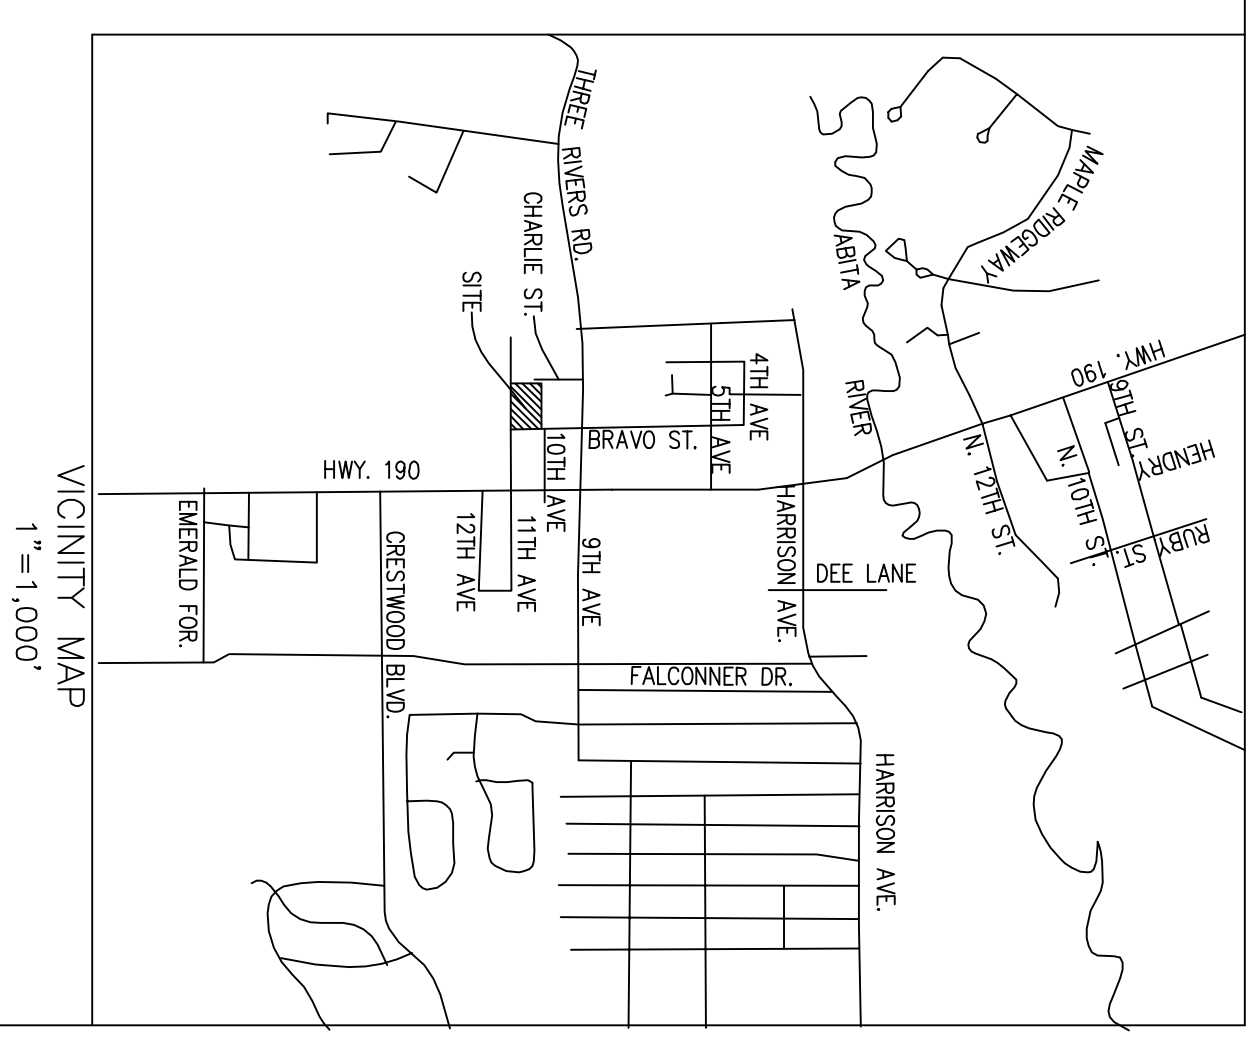 THREE RIVERS RD.
CHARLIE ST.
SITE
MAPLE RIDGEWAY
ABITA RIVER
HWY. 190
9TH ST.
HENDRY
4TH AVE
5TH AVE
BRAVO ST.
10TH AVE
HWY. 190
N. 12TH ST.
N. 10TH ST.
RUBY ST.
EMERALD FOR.
CRESTWOOD BLVD.
12TH AVE
11TH AVE
9TH AVE
HARRISON AVE.
DEE LANE
FALCONNER DR.
HARRISON AVE.
VICINITY MAP
1"=1,000'